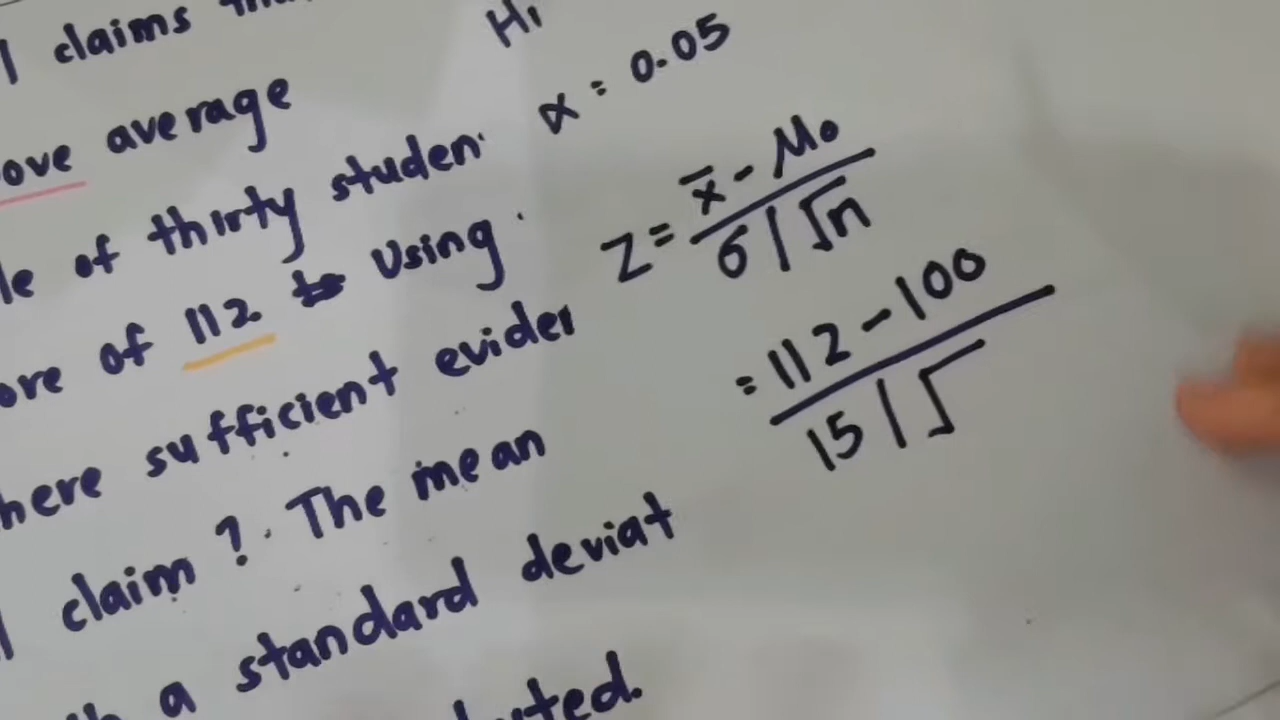 claims
H₁
ove average
α = 0.05
le of thirty studen
Z = x̄ - μ₀
σ / √n
ore of 112 Using
= 112 - 100
15 / √
here sufficient eviden
claim ? The mean
a standard deviat
uted.